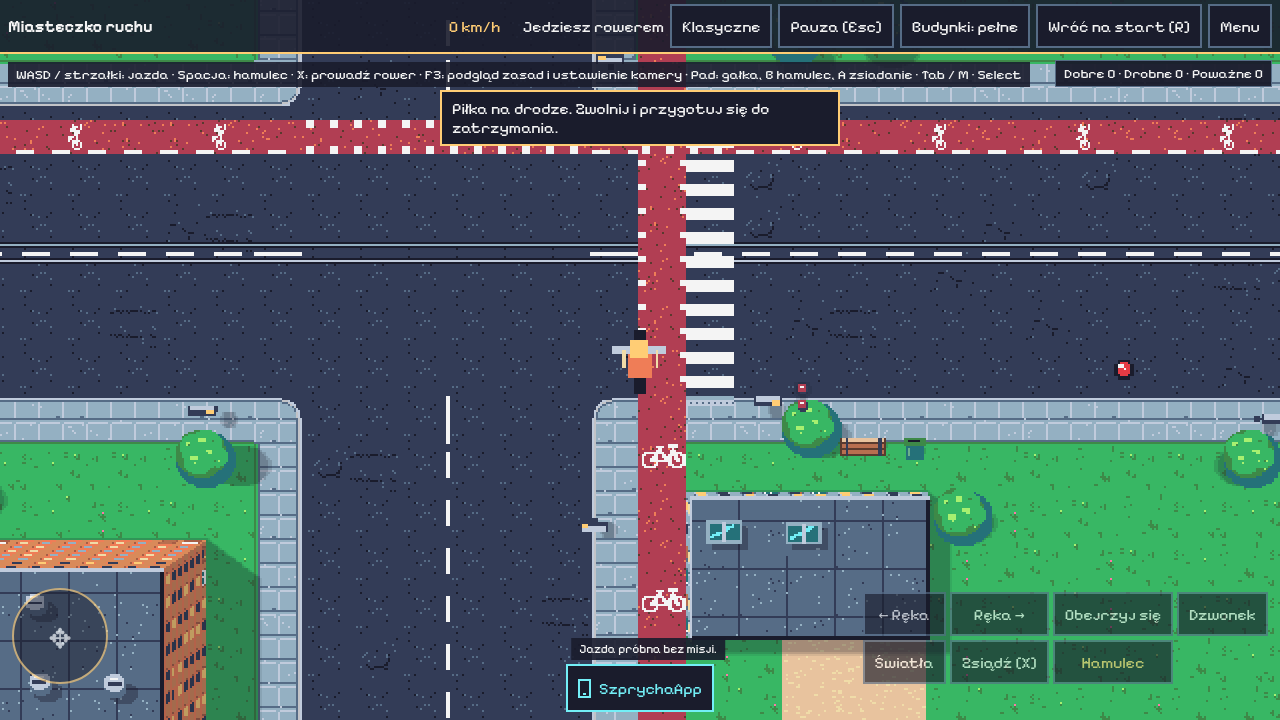 Miasteczko ruchu
0 km/h
Jedziesz rowerem
Klasyczne
Pauza (Esc)
Budynki: pełne
Wróć na start (R)
Menu
WASD / strzałki: jazda · Spacja: hamulec · X: prowadź rower · F3: podgląd zasad i ustawienie kamery · Pad: gałka, B hamulec, A zsiadanie · Tab / M · Select
Dobre 0 · Drobne 0 · Poważne 0
Piłka na drodze. Zwolnij i przygotuj się do
zatrzymania.
← Ręka
Ręka →
Obejrzyj się
Dzwonek
Światła
Zsiądź (X)
Hamulec
Jazda próbna bez misji.
SzprychaApp